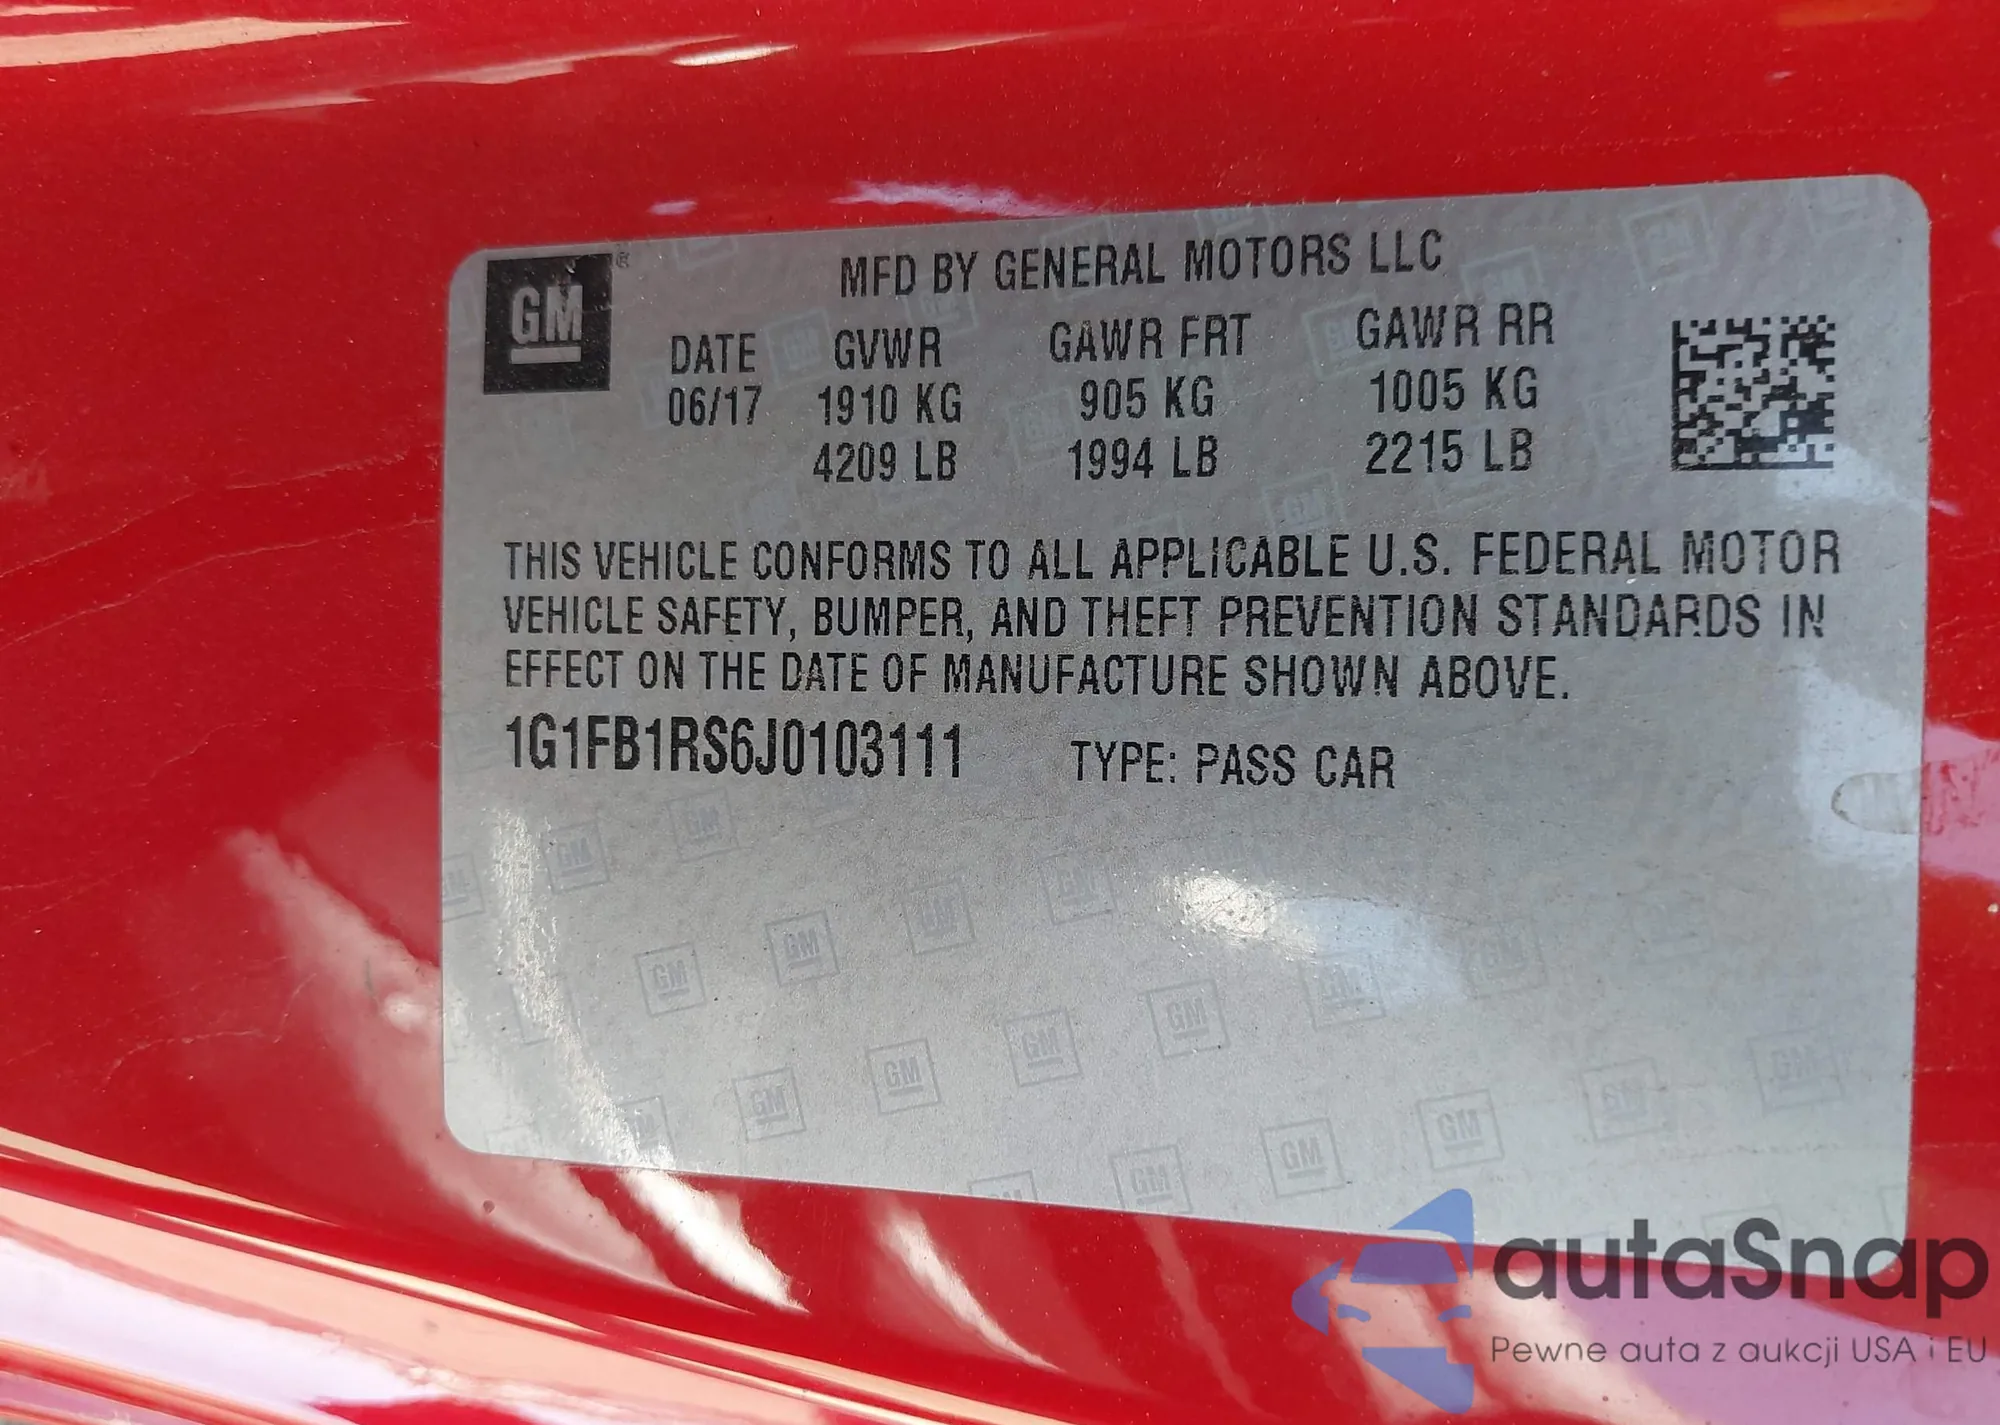 GM
MFD BY GENERAL MOTORS LLC
DATE GVWR GAWR FRT GAWR RR
06/17 1910 KG 905 KG 1005 KG
4209 LB 1994 LB 2215 LB
THIS VEHICLE CONFORMS TO ALL APPLICABLE U.S. FEDERAL MOTOR
VEHICLE SAFETY, BUMPER, AND THEFT PREVENTION STANDARDS IN
EFFECT ON THE DATE OF MANUFACTURE SHOWN ABOVE.
1G1FB1RS6J0103111 TYPE: PASS CAR
autaSnap
Pewne auta z aukcji USA i EU